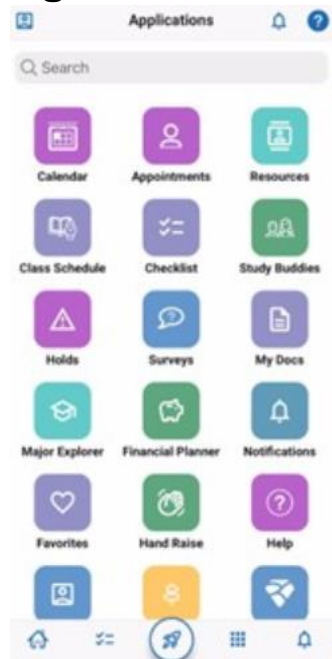 Applications
Search
Calendar Appointments Resources
Class Schedule Checklist Study Buddies
Holds Surveys My Docs
Major Explorer Financial Planner Notifications
Favorites Hand Raise Help